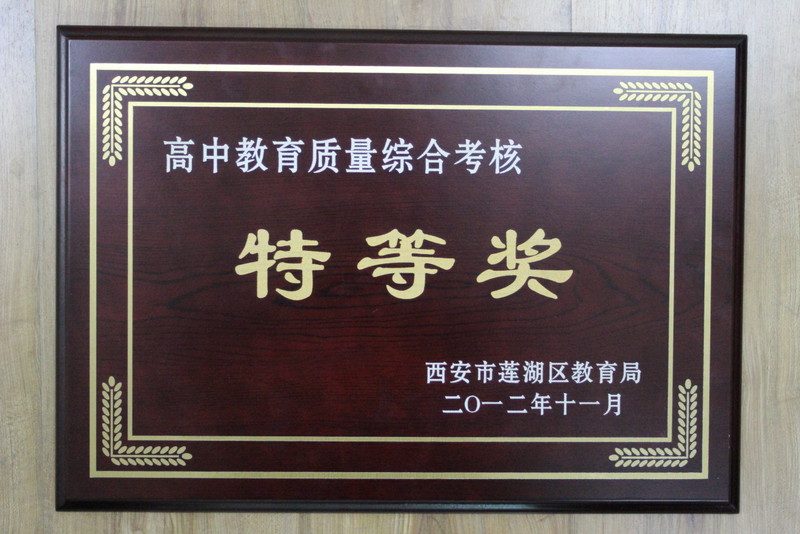 高中教育质量综合考核
特等奖
西安市莲湖区教育局
二〇一二年十一月